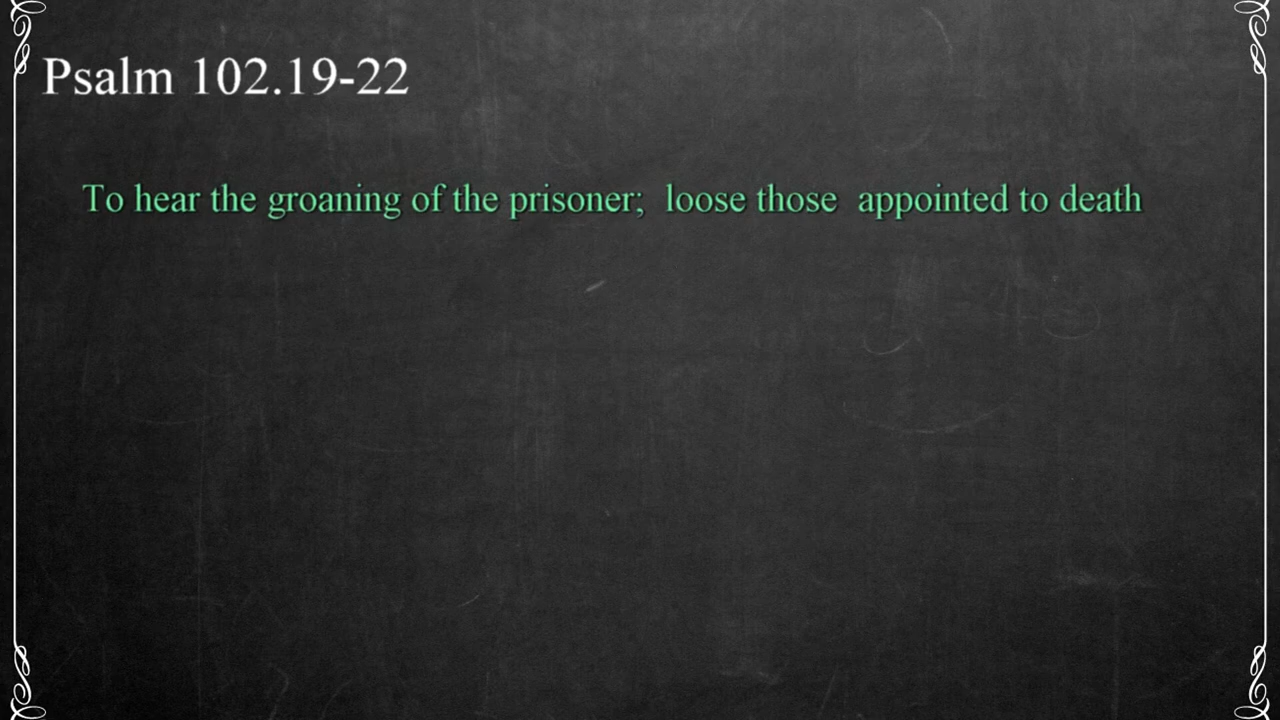 Psalm 102.19-22
To hear the groaning of the prisoner;  loose those  appointed to death